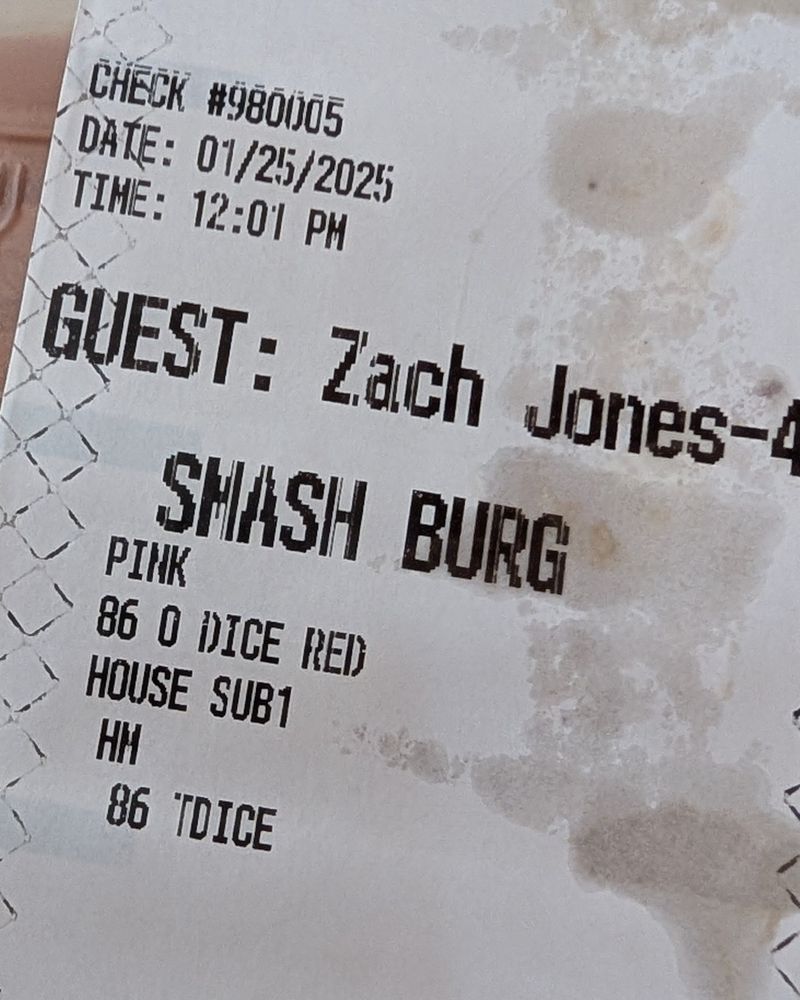 CHECK #980005
DATE: 01/25/2025
TIME: 12:01 PM
GUEST: Zach Jones-4
SMASH BURG
PINK
86 O DICE RED
HOUSE SUB1
HM
86 TDICE